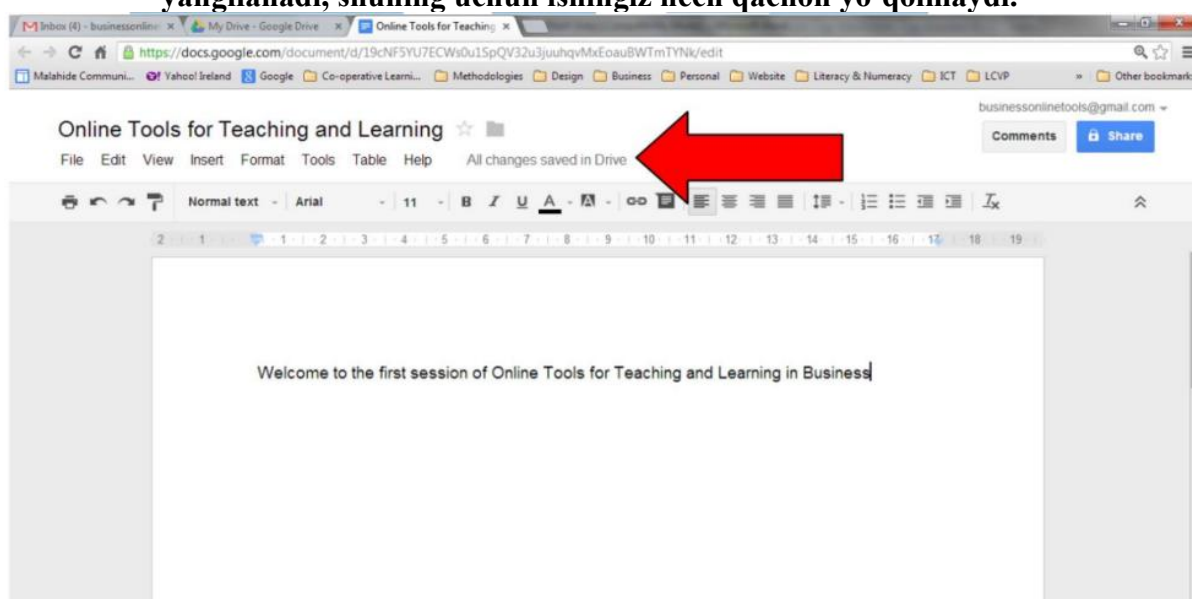 yangilanadi, shuning uchun ishingiz hech qachon yo'qolmaydi.
Inbox (4) - businessonline My Drive - Google Drive Online Tools for Teaching
https://docs.google.com/document/d/19cNF5YU7ECWs0u1SpQV32u3juuhqvMxEoauBWTmTYNk/edit
Malahide Communi... Yahoo! Ireland Google Co-operative Learni... Methodologies Design Business Personal Website Literacy & Numeracy ICT LCVP » Other bookmark
businessonlinetools@gmail.com
Online Tools for Teaching and Learning
Comments Share
File Edit View Insert Format Tools Table Help All changes saved in Drive
Normal text Arial 11 B I U A A
2 1 1 2 3 4 5 6 7 8 9 10 11 12 13 14 15 16 17 18 19
Welcome to the first session of Online Tools for Teaching and Learning in Business